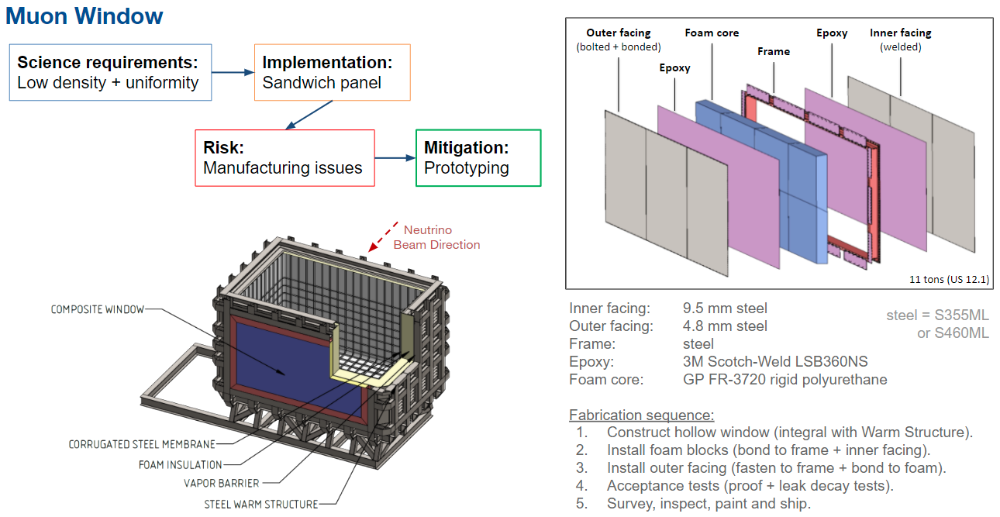 Muon Window
Science requirements:
Low density + uniformity
Implementation:
Sandwich panel
Risk:
Manufacturing issues
Mitigation:
Prototyping
Neutrino
Beam Direction
COMPOSITE WINDOW
CORRUGATED STEEL MEMBRANE
FOAM INSULATION
VAPOR BARRIER
STEEL WARM STRUCTURE
Outer facing
(bolted + bonded)
Epoxy
Foam core
Frame
Epoxy
Inner facing
(welded)
11 tons (US 12.1)
Inner facing: 9.5 mm steel
Outer facing: 4.8 mm steel
Frame: steel
Epoxy: 3M Scotch-Weld LSB360NS
Foam core: GP FR-3720 rigid polyurethane
steel = S355ML
or S460ML
Fabrication sequence:
1. Construct hollow window (integral with Warm Structure).
2. Install foam blocks (bond to frame + inner facing).
3. Install outer facing (fasten to frame + bond to foam).
4. Acceptance tests (proof + leak decay tests).
5. Survey, inspect, paint and ship.